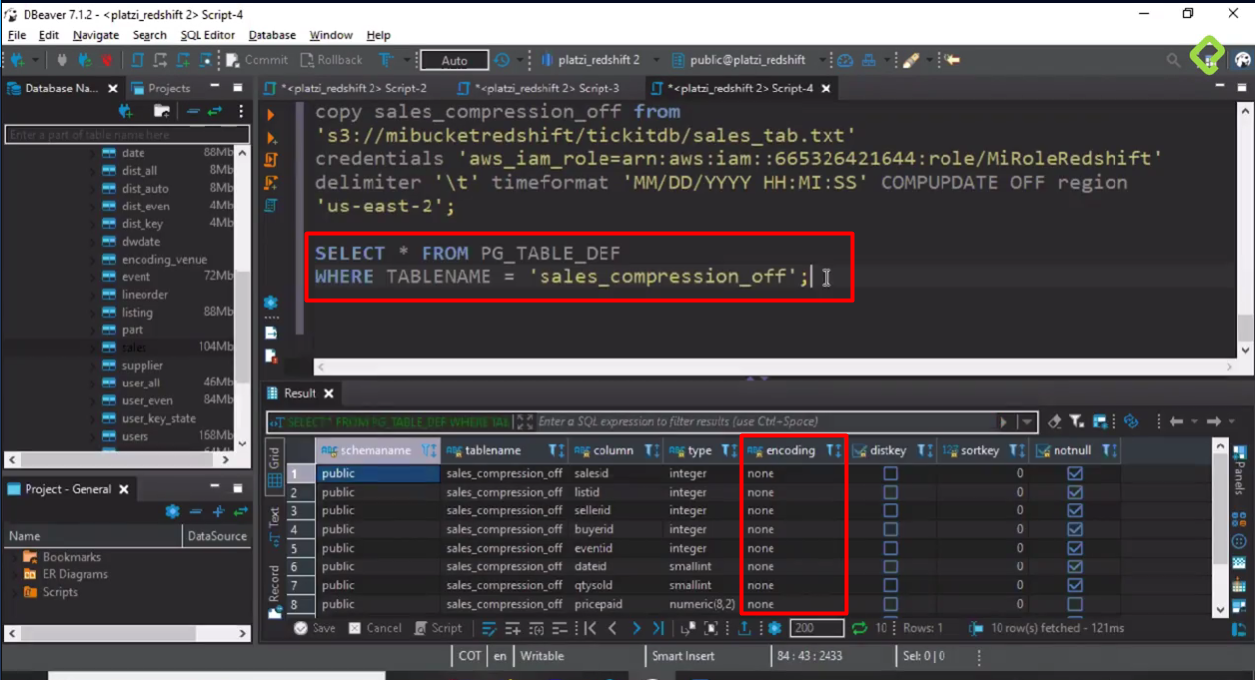 DBeaver 7.1.2 - <platzi_redshift 2> Script-4
File Edit Navigate Search SQL Editor Database Window Help
Commit Rollback Auto platzi_redshift 2 public@platzi_redshift
Database Na... Projects
*<platzi_redshift 2> Script-2 *<platzi_redshift 2> Script-3 *<platzi_redshift 2> Script-4
Enter a part of table name here
date 88Mb
dist_all 8Mb
dist_auto 8Mb
dist_even 4Mb
dist_key 4Mb
dwdate
encoding_venue
event 72Mb
lineorder
listing 88Mb
part
sales 104Mb
supplier
user_all 46Mb
user_even 84Mb
user_key_state
users 168Mb
copy sales_compression_off from
's3://mibucketredshift/tickitdb/sales_tab.txt'
credentials 'aws_iam_role=arn:aws:iam::665326421644:role/MiRoleRedshift'
delimiter '\t' timeformat 'MM/DD/YYYY HH:MI:SS' COMPUPDATE OFF region
'us-east-2';
SELECT * FROM PG_TABLE_DEF
WHERE TABLENAME = 'sales_compression_off';
Project - General
Name DataSource
Bookmarks
ER Diagrams
Scripts
Result
SELECT * FROM PG_TABLE_DEF WHERE TAI Enter a SQL expression to filter results (use Ctrl+Space)
Grid
Text
Record
Panels
schemaname tablename column type encoding distkey sortkey notnull
1 public sales_compression_off salesid integer none 0
2 public sales_compression_off listid integer none 0
3 public sales_compression_off sellerid integer none 0
4 public sales_compression_off buyerid integer none 0
5 public sales_compression_off eventid integer none 0
6 public sales_compression_off dateid smallint none 0
7 public sales_compression_off qtysold smallint none 0
8 public sales_compression_off pricepaid numeric(8,2) none 0
Save Cancel Script 200 10 Rows: 1 10 row(s) fetched - 121ms
COT en Writable Smart Insert 84 : 43 : 2433 Sel: 0 | 0